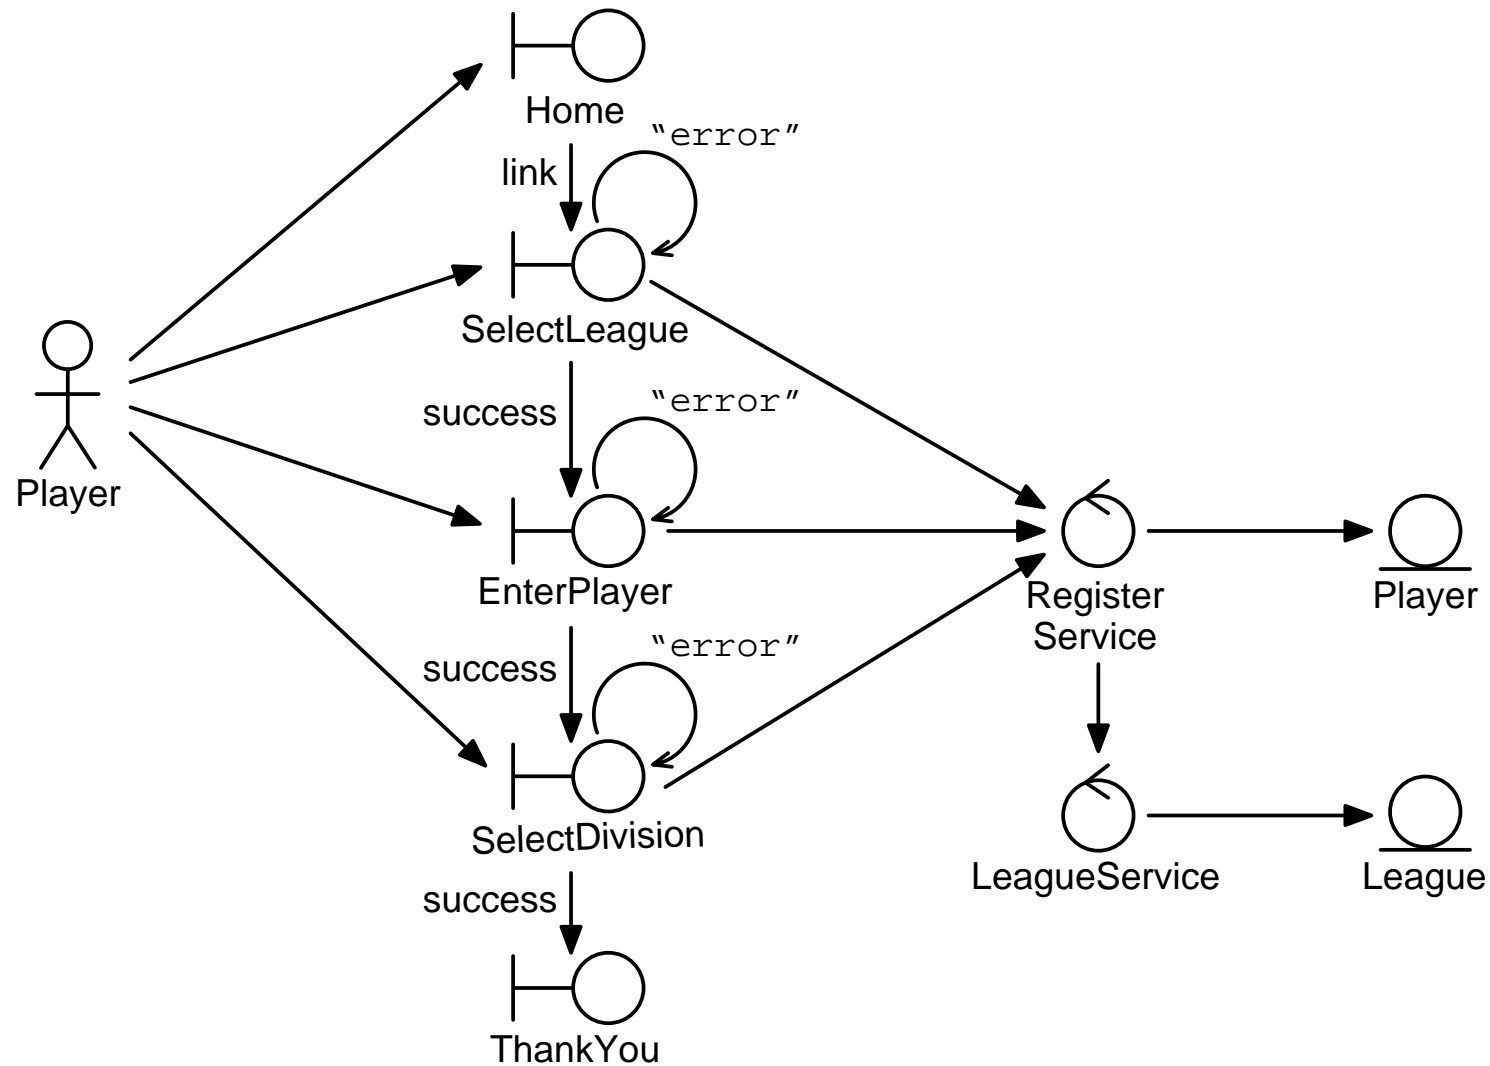 Home
“error”
link
SelectLeague
“error”
success
Player
EnterPlayer
Register
Service
Player
“error”
success
SelectDivision
LeagueService
League
success
ThankYou